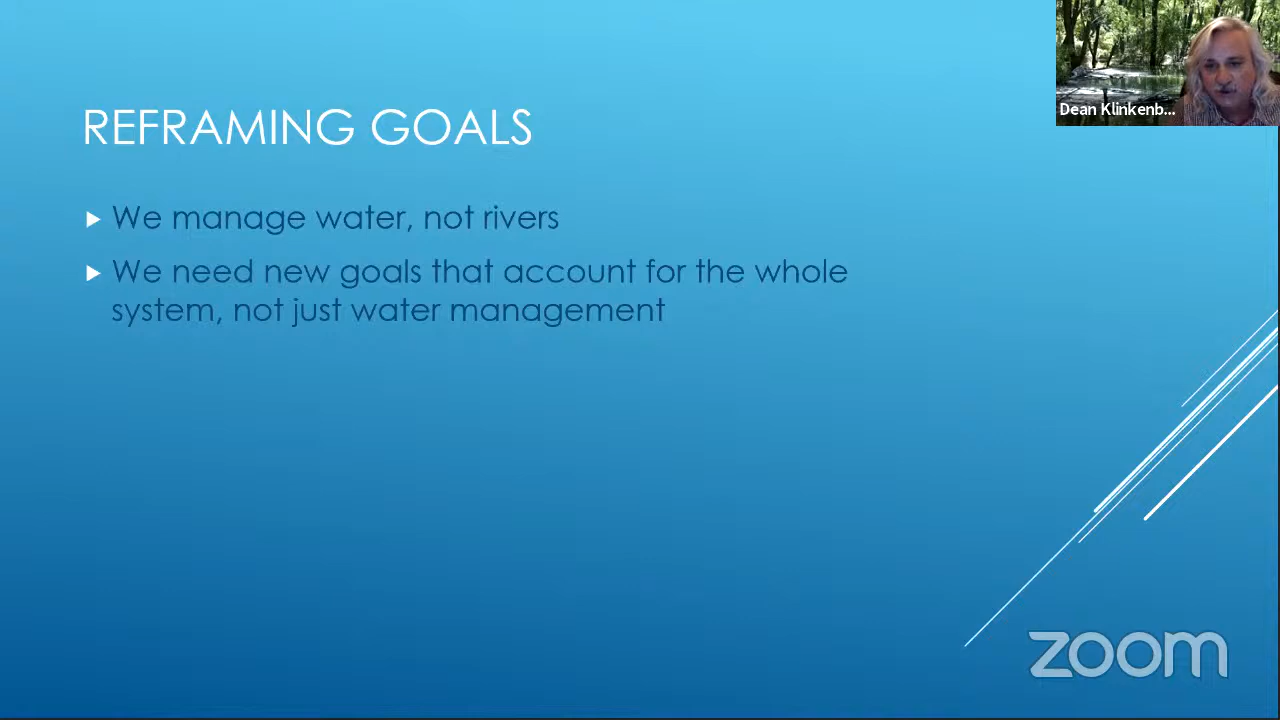 Dean Klinkenb...
REFRAMING GOALS
We manage water, not rivers
We need new goals that account for the whole
system, not just water management
zoom